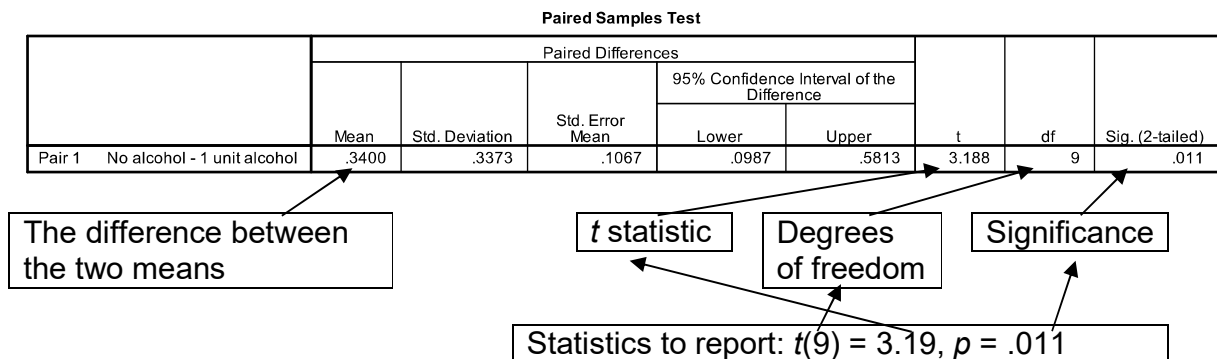 Paired Samples Test
Paired Differences
95% Confidence Interval of the
Difference
Std. Error
Mean Std. Deviation Mean Lower Upper t df Sig. (2-tailed)
Pair 1 No alcohol - 1 unit alcohol .3400 .3373 .1067 .0987 .5813 3.188 9 .011
The difference between
the two means
t statistic
Degrees
of freedom
Significance
Statistics to report: t(9) = 3.19, p = .011